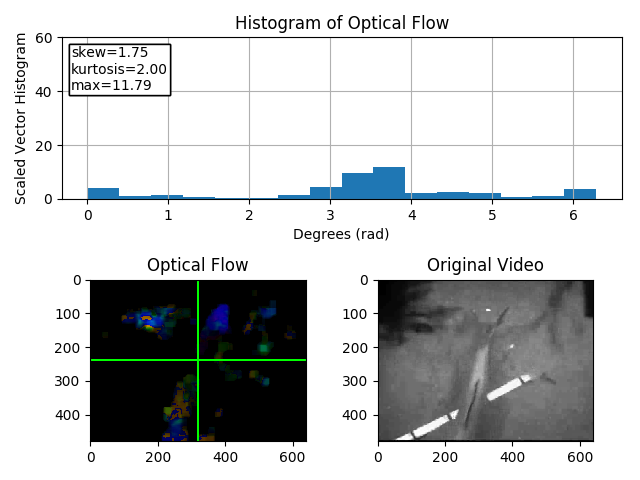 Histogram of Optical Flow
Scaled Vector Histogram
60
40
20
0
skew=1.75
kurtosis=2.00
max=11.79
0 1 2 3 4 5 6
Degrees (rad)
Optical Flow
0
100
200
300
400
0 200 400 600
Original Video
0
100
200
300
400
0 200 400 600